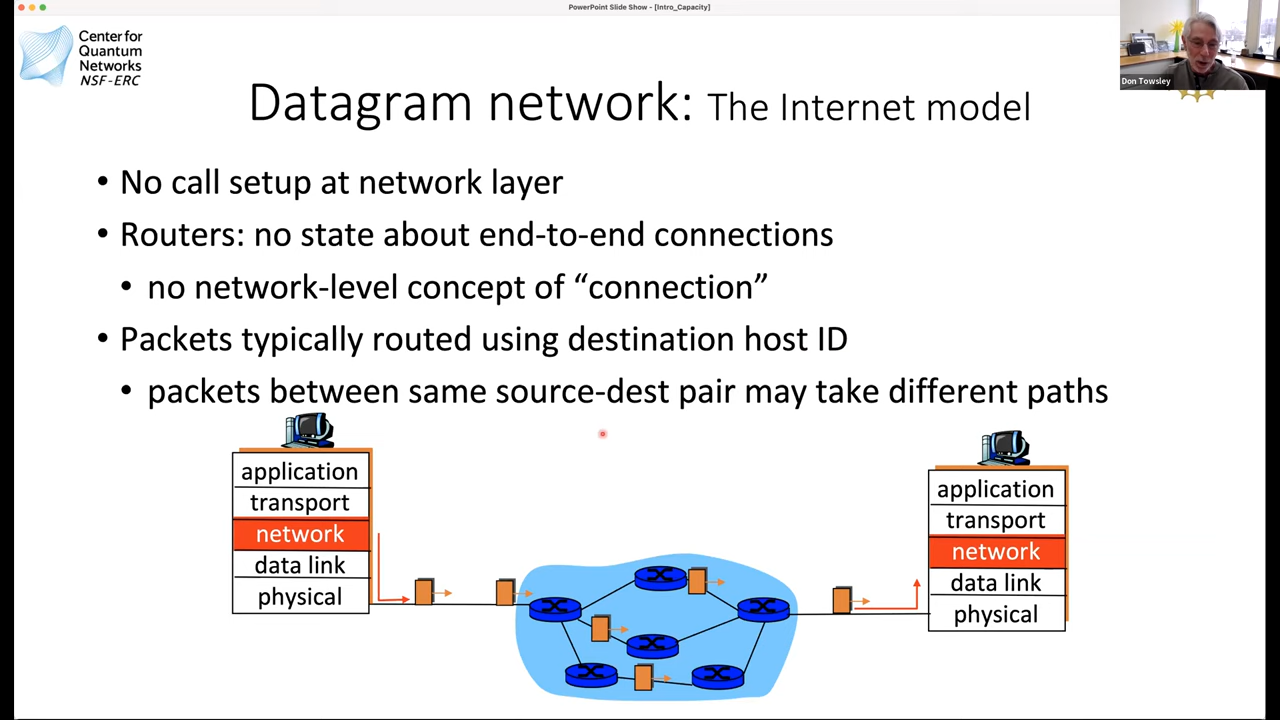 PowerPoint Slide Show - [Intro_Capacity]
Center for
Quantum
Networks
NSF-ERC
Don Towsley
Datagram network: The Internet model
• No call setup at network layer
• Routers: no state about end-to-end connections
• no network-level concept of “connection”
• Packets typically routed using destination host ID
• packets between same source-dest pair may take different paths
application
transport
network
data link
physical
application
transport
network
data link
physical